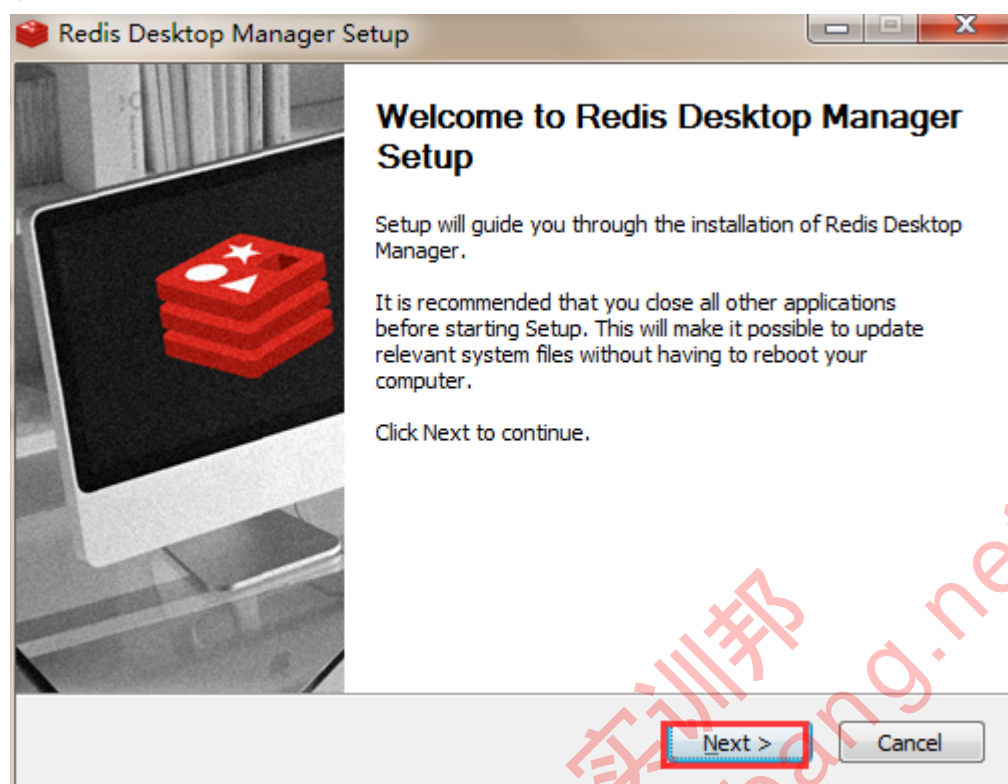 Redis Desktop Manager Setup
Welcome to Redis Desktop Manager
Setup
Setup will guide you through the installation of Redis Desktop
Manager.
It is recommended that you close all other applications
before starting Setup. This will make it possible to update
relevant system files without having to reboot your
computer.
Click Next to continue.
实训邦
bang.ne
Next >
Cancel